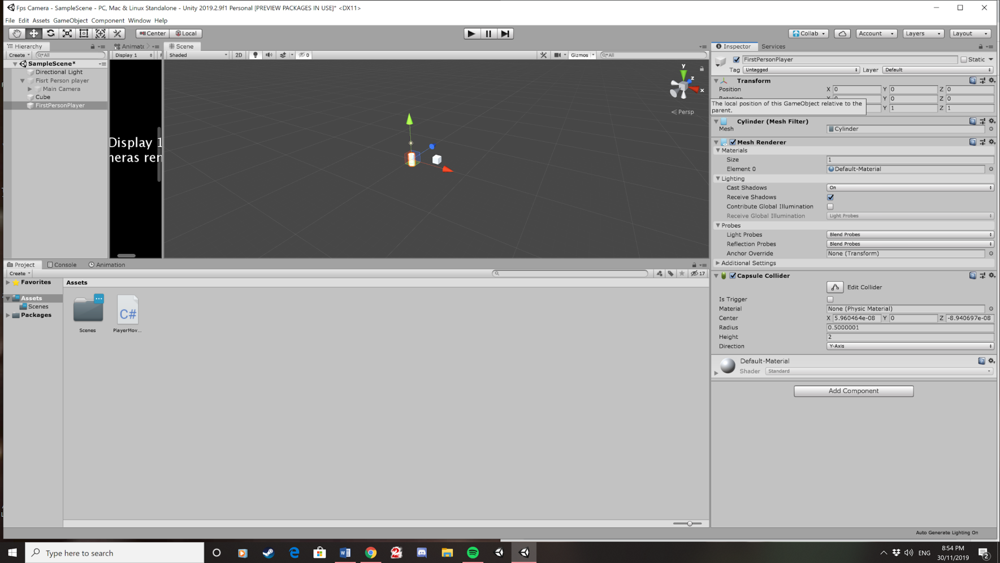 Fps Camera - SampleScene - PC, Mac & Linux Standalone - Unity 2019.2.9f1 Personal [PREVIEW PACKAGES IN USE]* <DX11>
File Edit Assets GameObject Component Window Help
Center Local
Collab Account Layers Layout
Hierarchy
Create All
SampleScene*
Directional Light
Fisrt Person player
Main Camera
Cube
FirstPersonPlayer
Animat
Display 1
Display 1
neras ren
Scene
Shaded 2D 0 Gizmos All
y
z
x
Persp
Inspector Services
FirstPersonPlayer Static
Tag Untagged Layer Default
Transform
Position X 0 Y 0 Z 0
Rotation X 0 Y 0 Z 0
Y 1 Z 1
The local position of this GameObject relative to the
parent.
Cylinder (Mesh Filter)
Mesh Cylinder
Mesh Renderer
Materials
Size 1
Element 0 Default-Material
Lighting
Cast Shadows On
Receive Shadows
Contribute Global Illumination
Receive Global Illumination Light Probes
Probes
Light Probes Blend Probes
Reflection Probes Blend Probes
Anchor Override None (Transform)
Additional Settings
Capsule Collider
Edit Collider
Is Trigger
Material None (Physic Material)
Center X 5.960464e-08 Y 0 Z -8.940697e-08
Radius 0.5000001
Height 2
Direction Y-Axis
Default-Material
Shader Standard
Add Component
Project Console Animation
Create 17
Favorites
Assets
Scenes
Packages
Assets
C#
Scenes PlayerMov...
Auto Generate Lighting On
Type here to search
ENG
8:54 PM
30/11/2019
2